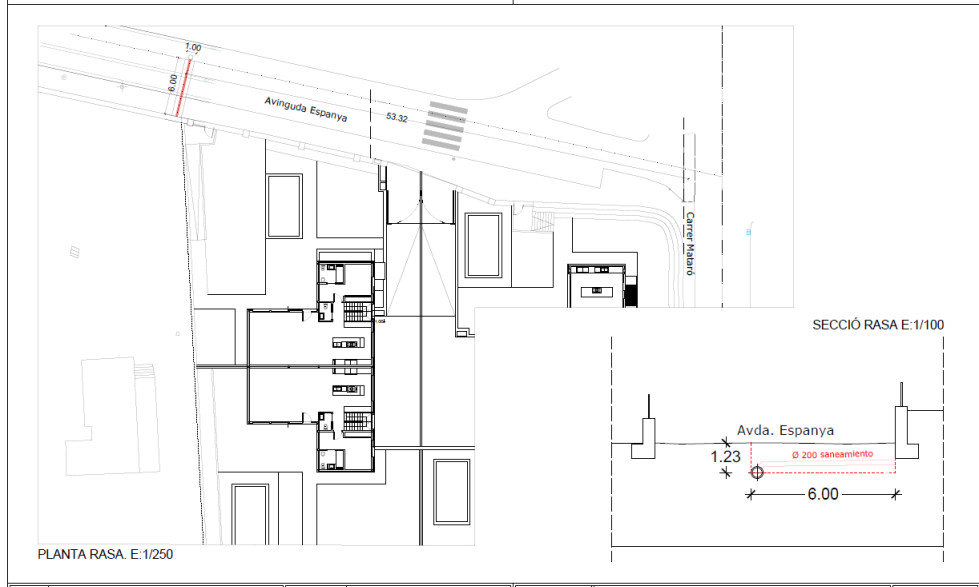 1.00
6.00
Avinguda Espanya
53.32
Carrer Mataró
SECCIÓ RASA E:1/100
Avda. Espanya
1.23
Ø 200 saneamiento
6.00
PLANTA RASA. E:1/250